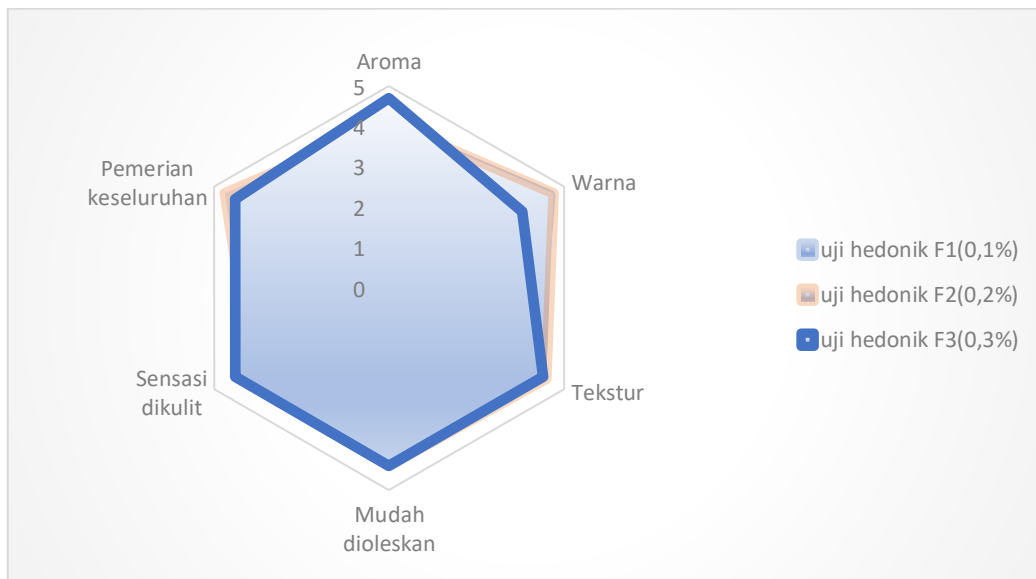 Aroma
5
4
3
2
1
0
Warna
Tekstur
Mudah
dioleskan
Sensasi
dikulit
Pemerian
keseluruhan
uji hedonik F1(0,1%)
uji hedonik F2(0,2%)
uji hedonik F3(0,3%)